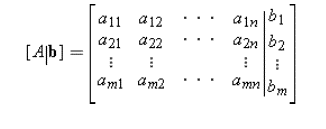 [A|b] = [ a₁₁ a₁₂ · · · a₁ₙ | b₁
a₂₁ a₂₂ · · · a₂ₙ | b₂
⋮ ⋮ ⋮ | ⋮
aₘ₁ aₘ₂ · · · aₘₙ | bₘ ]